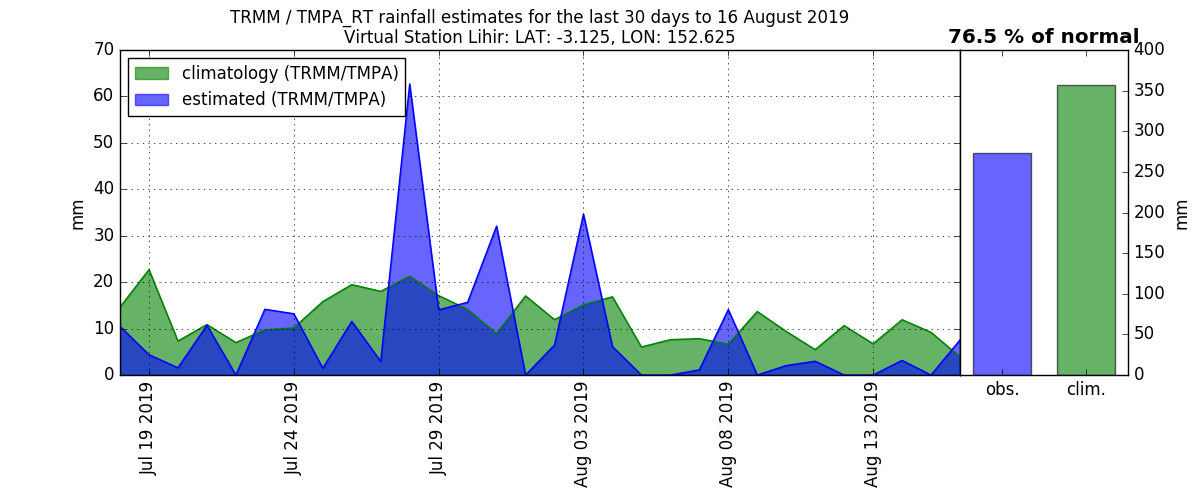 TRMM / TMPA_RT rainfall estimates for the last 30 days to 16 August 2019
Virtual Station Lihir: LAT: -3.125, LON: 152.625
76.5 % of normal
climatology (TRMM/TMPA)
estimated (TRMM/TMPA)
70
60
50
40
30
20
10
0
mm
Jul 19 2019
Jul 24 2019
Jul 29 2019
Aug 03 2019
Aug 08 2019
Aug 13 2019
400
350
300
250
200
150
100
50
0
mm
obs.
clim.